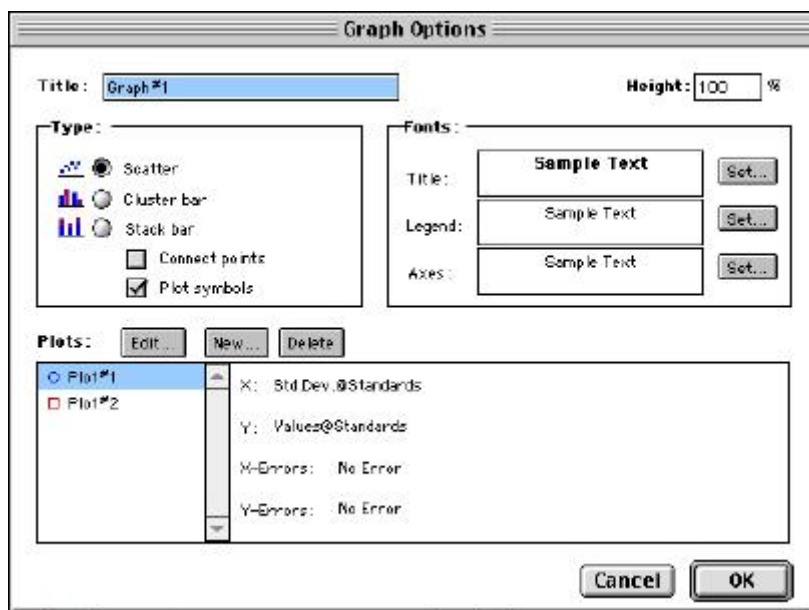 Graph Options
Title: Graph#1 Height: 100 %
Type: Fonts:
Scatter
Cluster bar
Stack bar
Connect points
Plot symbols
Title: Sample Text Set...
Legend: Sample Text Set...
Axes: Sample Text Set...
Plots: Edit... New... Delete
Plot#1
Plot#2
X: Std.Dev.@Standards
Y: Values@Standards
X-Errors: No Error
Y-Errors: No Error
Cancel OK